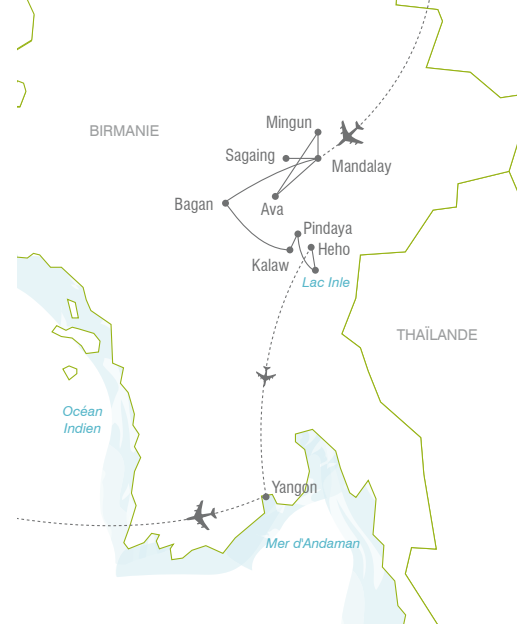 Mingun
BIRMANIE
Sagaing
Mandalay
Bagan
Ava
Pindaya
Heho
Kalaw
Lac Inle
THAÏLANDE
Océan
Indien
Yangon
Mer d'Andaman